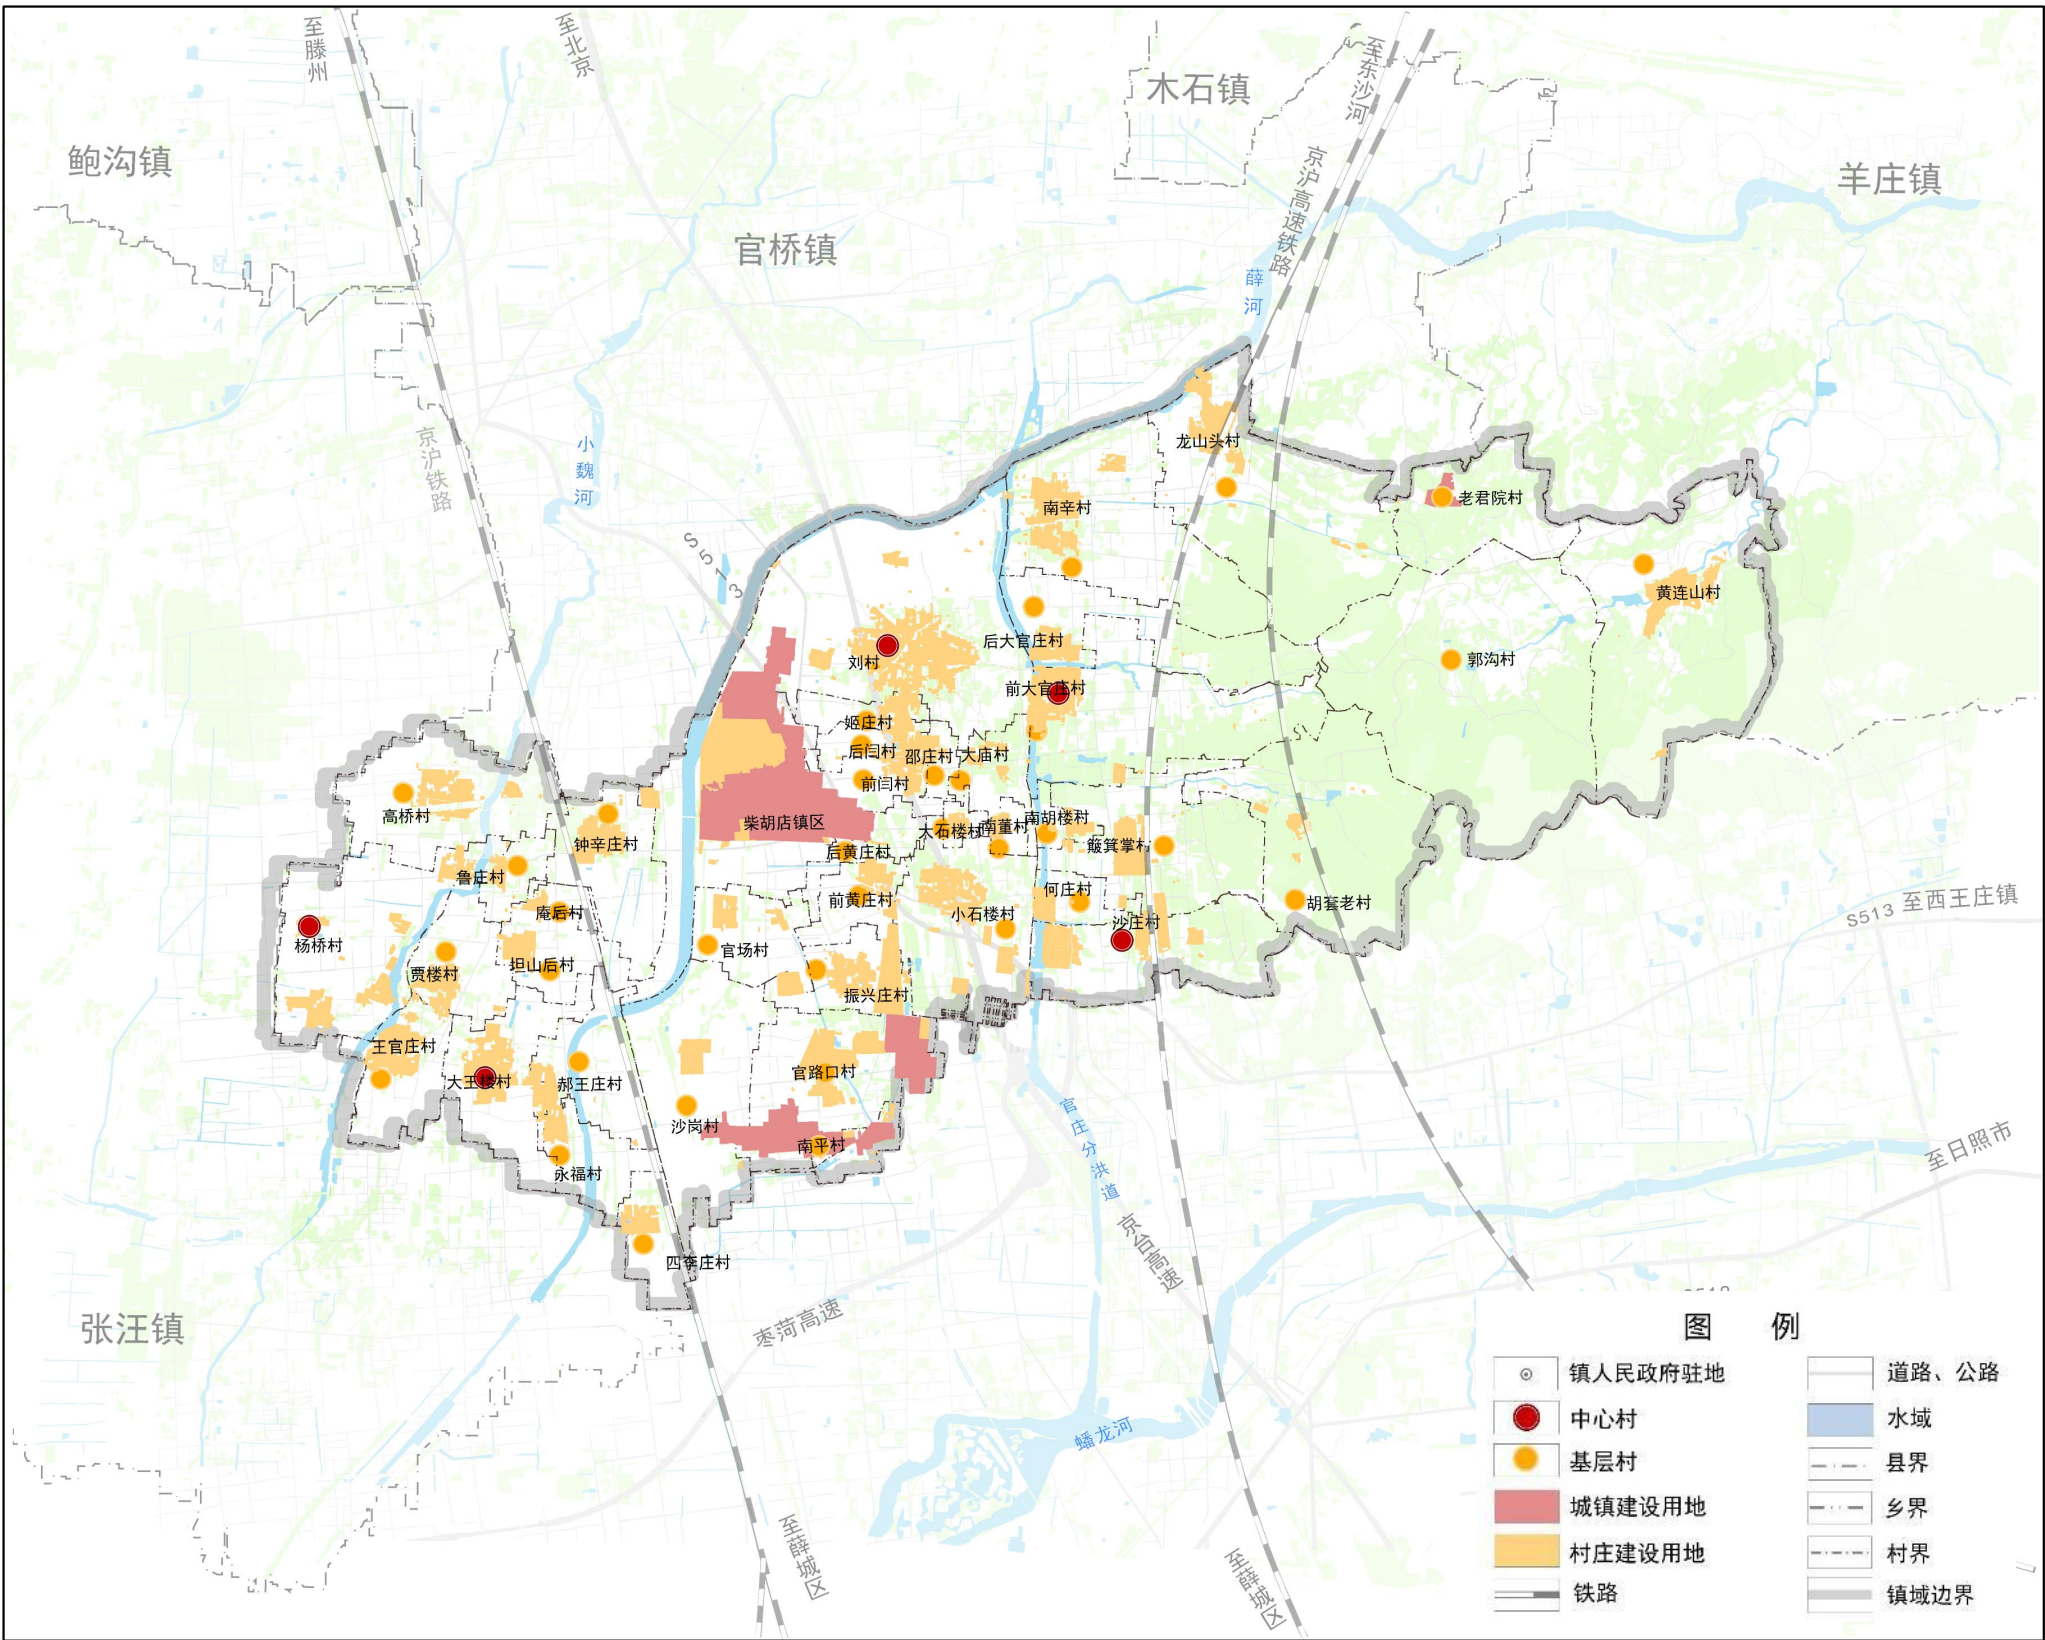 至滕州
至北京
至东沙河
木石镇
鲍沟镇
京沪高速铁路
羊庄镇
官桥镇
薛河
京沪铁路
小魏河
龙山头村
老君院村
南辛村
S513
黄连山村
后大官庄村
刘村
郭沟村
前大官庄村
姬庄村
后闫村
邵庄村
大庙村
前闫村
高桥村
柴胡店镇区
大石楼村
南董村
南胡楼村
钟辛庄村
后黄庄村
簸箕掌村
鲁庄村
前黄庄村
何庄村
胡套老村
S513 至西王庄镇
庵后村
小石楼村
沙庄村
杨桥村
官场村
坦山后村
贾楼村
振兴庄村
王官庄村
官路口村
大王楼村
郝王庄村
沙岗村
官庄分洪道
南平村
至日照市
永福村
京台高速
四李庄村
张汪镇
枣菏高速
蟠龙河
至薛城区
至薛城区
图 例
镇人民政府驻地
道路、公路
中心村
水域
基层村
县界
城镇建设用地
乡界
村庄建设用地
村界
铁路
镇域边界